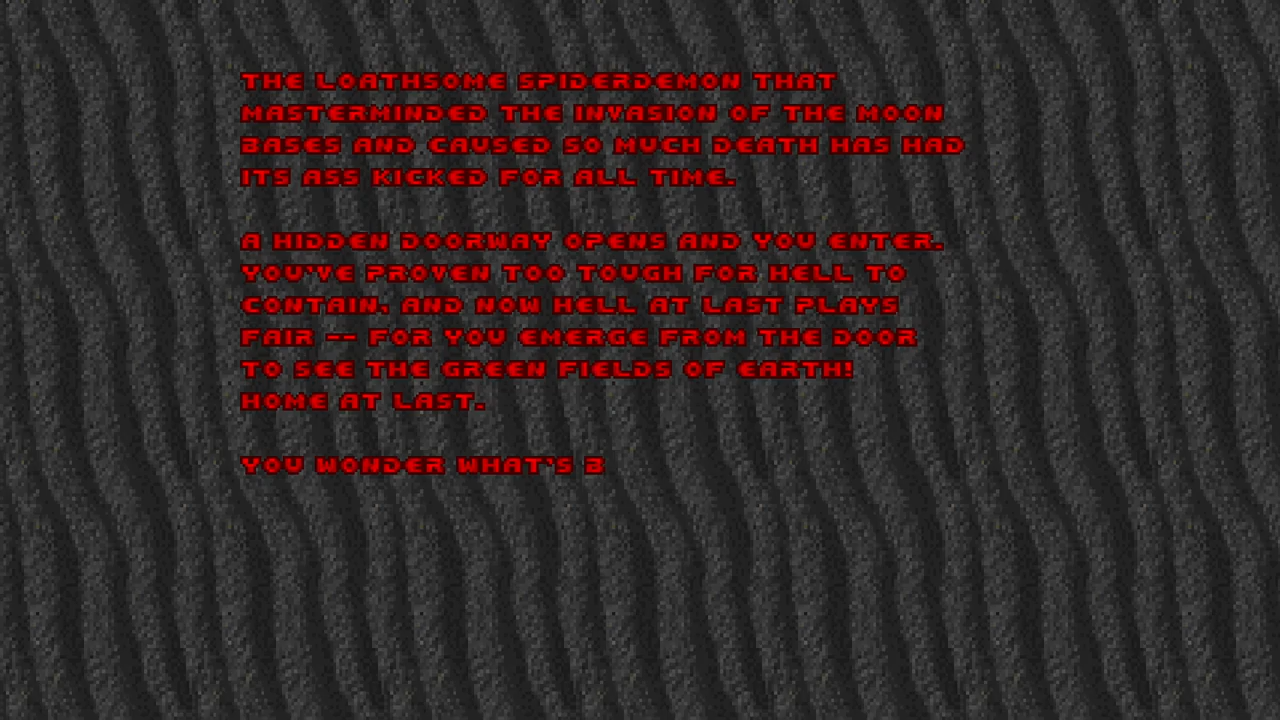 THE LOATHSOME SPIDERDEMON THAT
MASTERMINDED THE INVASION OF THE MOON
BASES AND CAUSED SO MUCH DEATH HAS HAD
ITS ASS KICKED FOR ALL TIME.
A HIDDEN DOORWAY OPENS AND YOU ENTER.
YOU'VE PROVEN TOO TOUGH FOR HELL TO
CONTAIN, AND NOW HELL AT LAST PLAYS
FAIR -- FOR YOU EMERGE FROM THE DOOR
TO SEE THE GREEN FIELDS OF EARTH!
HOME AT LAST.
YOU WONDER WHAT'S B